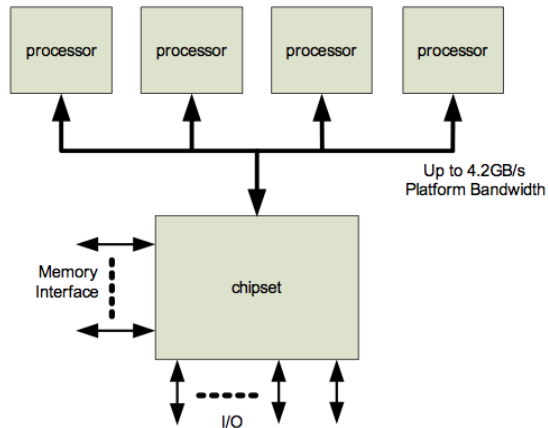 processor
processor
processor
processor
Up to 4.2GB/s
Platform Bandwidth
Memory
Interface
chipset
I/O